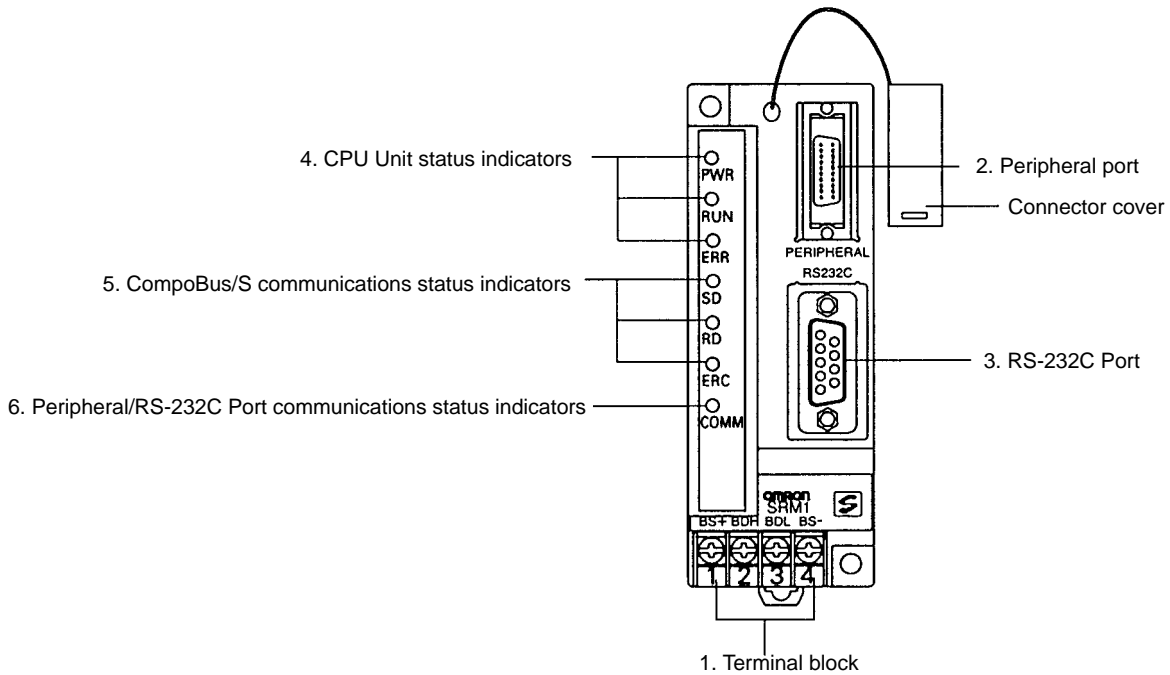 4. CPU Unit status indicators
PWR
RUN
ERR
5. CompoBus/S communications status indicators
SD
RD
ERC
6. Peripheral/RS-232C Port communications status indicators
COMM
2. Peripheral port
Connector cover
PERIPHERAL
RS232C
3. RS-232C Port
OMRON
SRM1
S
BS+ BDH BDL BS-
1 2 3 4
1. Terminal block